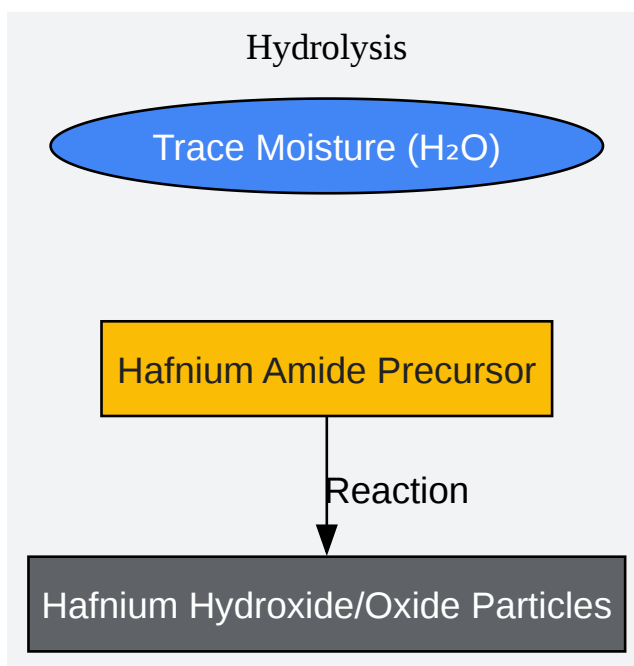 Hydrolysis
Trace Moisture (H₂O)
Hafnium Amide Precursor
Reaction
Hafnium Hydroxide/Oxide Particles